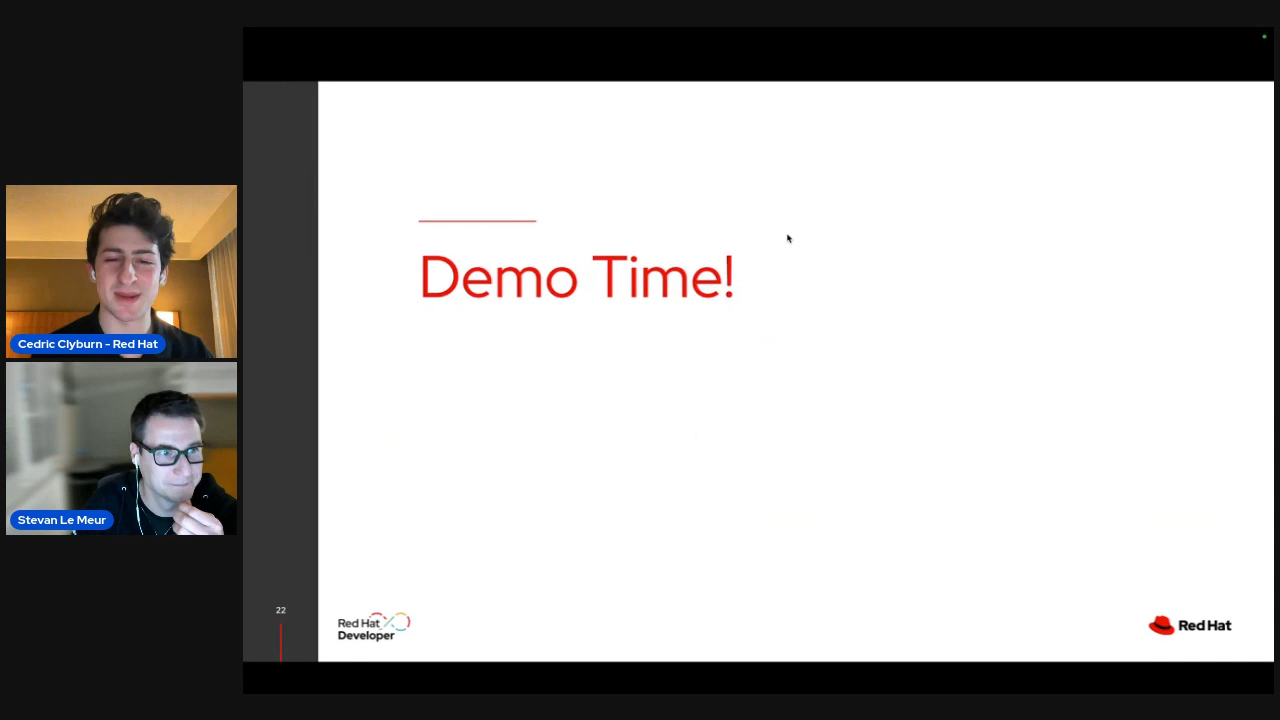 Cedric Clyburn - Red Hat
Stevan Le Meur
Demo Time!
22
Red Hat
Developer
Red Hat